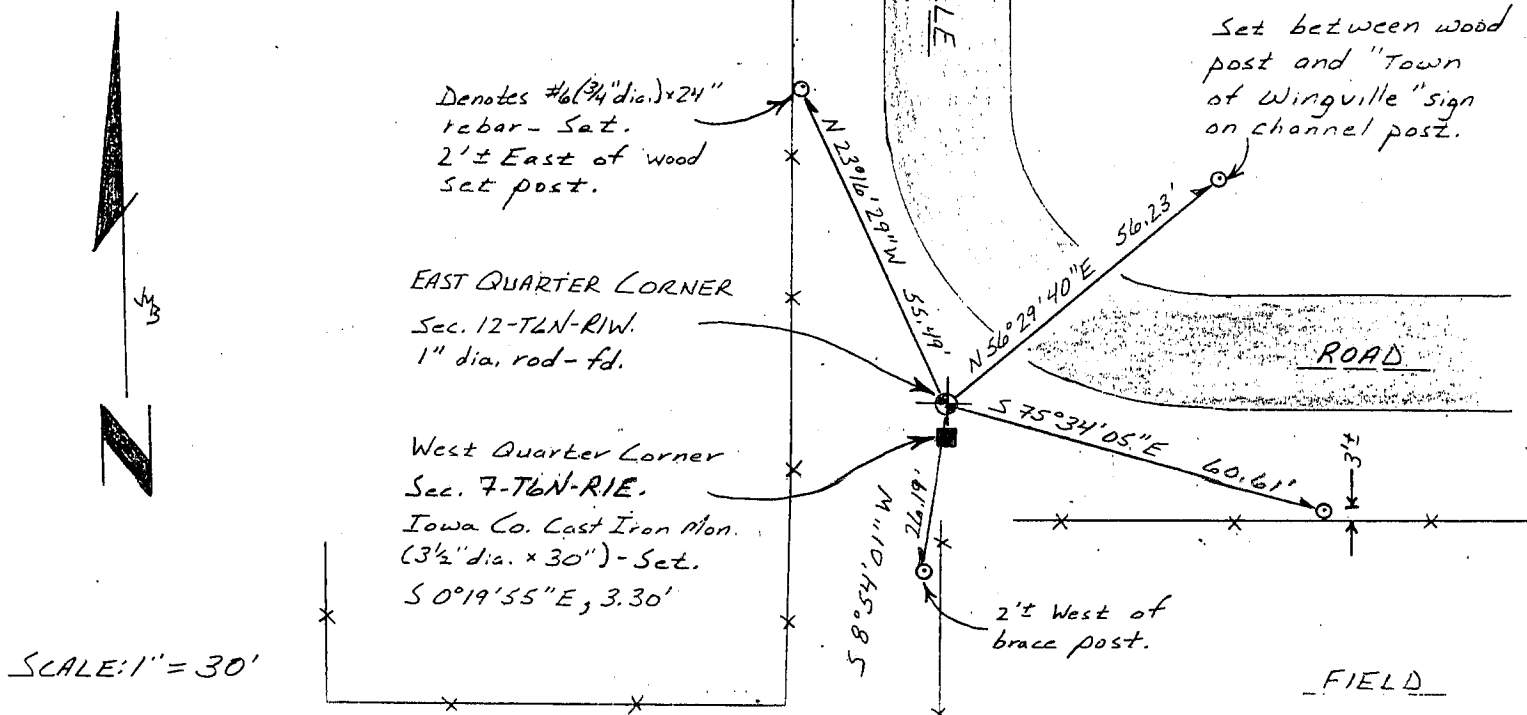 LLE
Set between wood
post and "Town
of Wingville" sign
on channel post.
Denotes #6(3/4"dia.)x24"
rebar - Set.
2'± East of wood
set post.
N 23°16'29"W 55.49'
N 56°29'40"E 56.23'
EAST QUARTER CORNER
Sec. 12-T6N-R1W.
1" dia. rod - fd.
ROAD
S 75°34'05"E 60.61'
3'±
West Quarter Corner
Sec. 7-T6N-R1E.
Iowa Co. Cast Iron Mon.
(3½"dia. x 30") - Set.
S 0°19'55"E, 3.30'
S 8°54'01"W 26.19'
2'± West of
brace post.
SCALE: 1" = 30'
FIELD
N